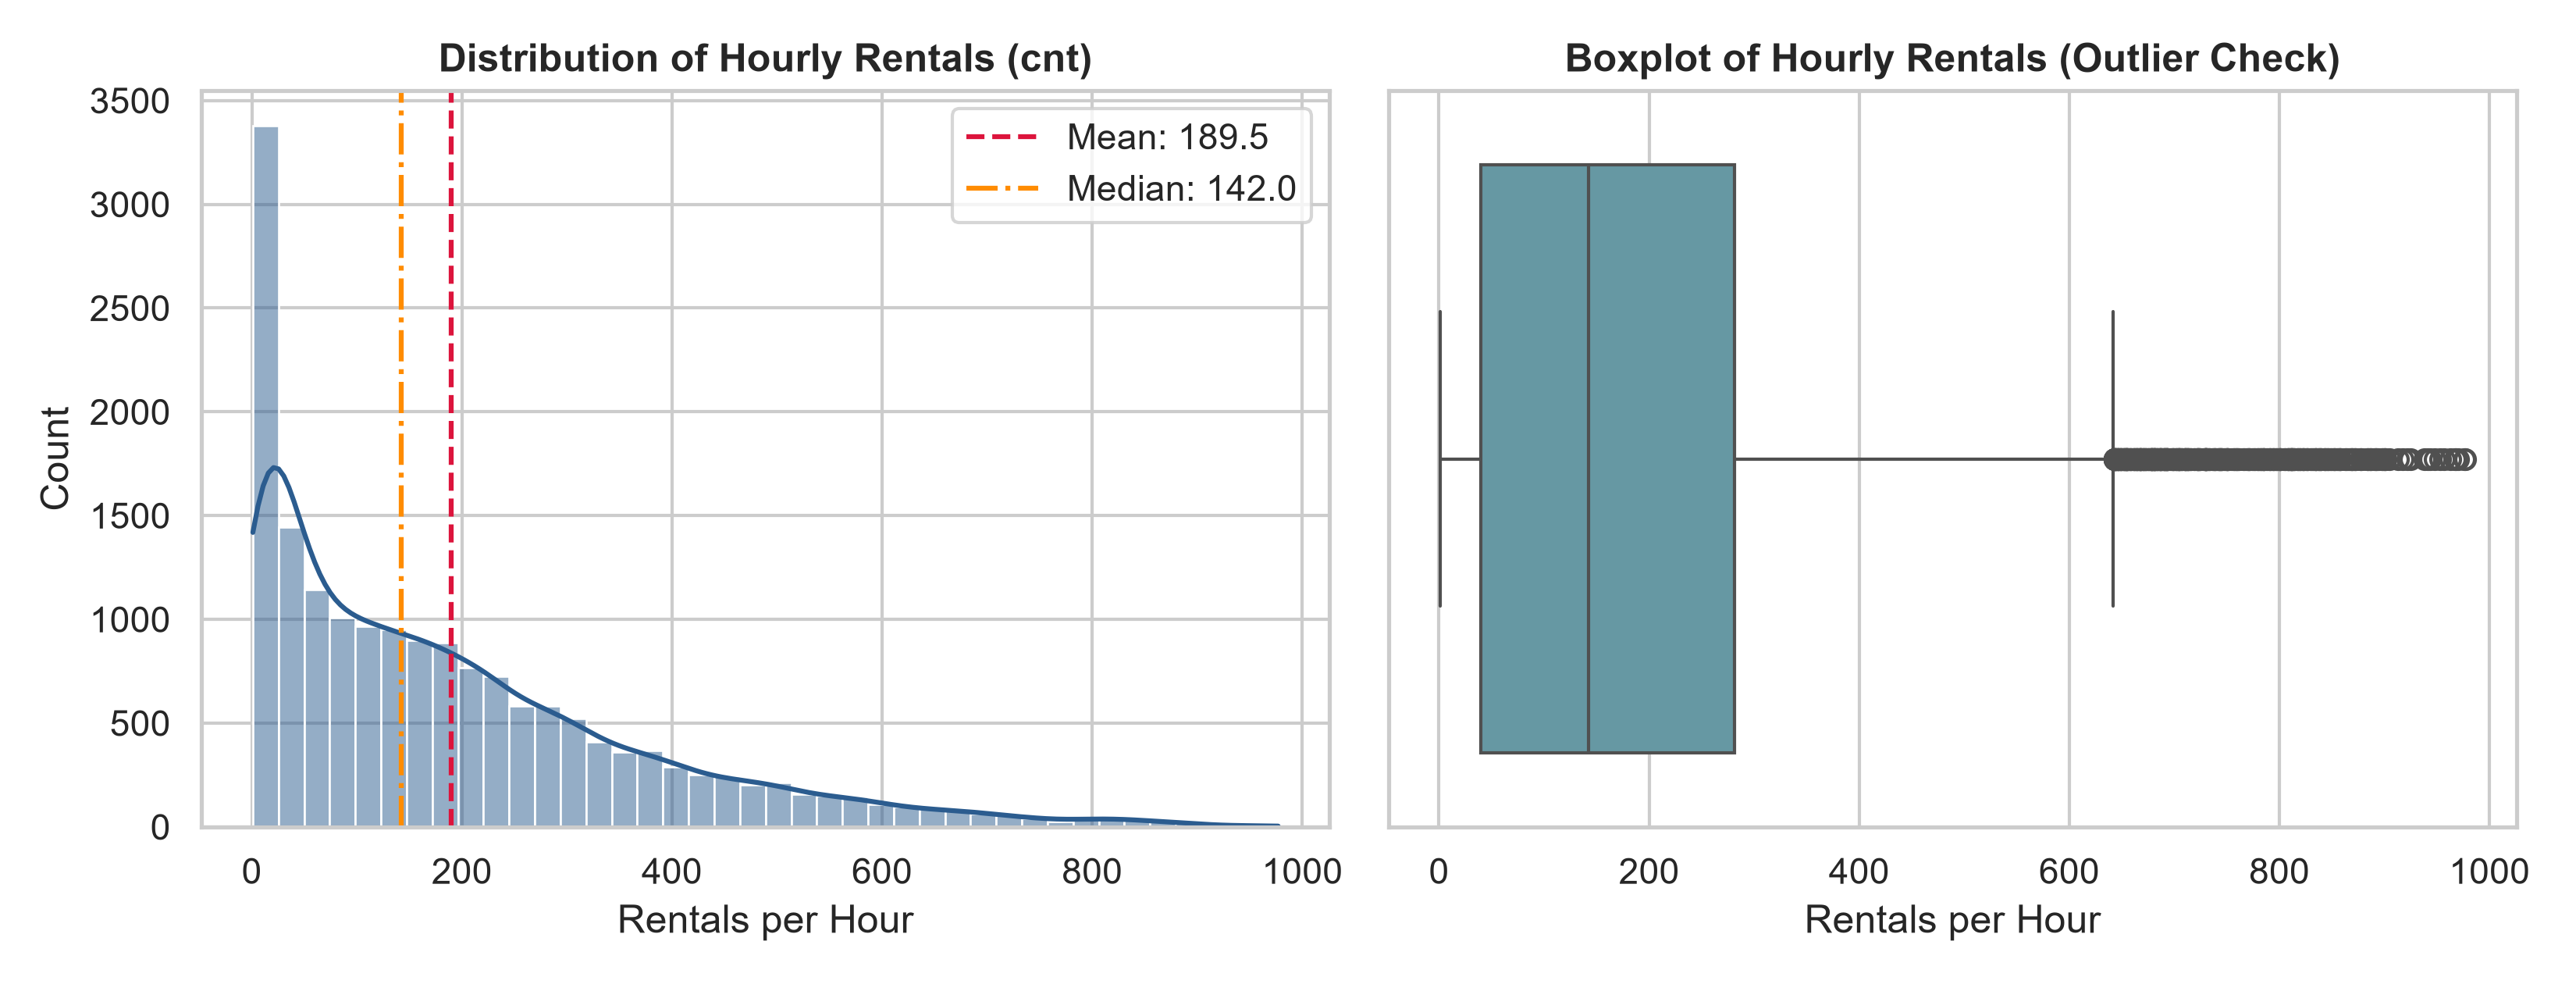 Distribution of Hourly Rentals (cnt)
3500
3000
2500
2000
1500
1000
500
0
Count
Mean: 189.5
Median: 142.0
0 200 400 600 800 1000
Rentals per Hour
Boxplot of Hourly Rentals (Outlier Check)
0 200 400 600 800 1000
Rentals per Hour